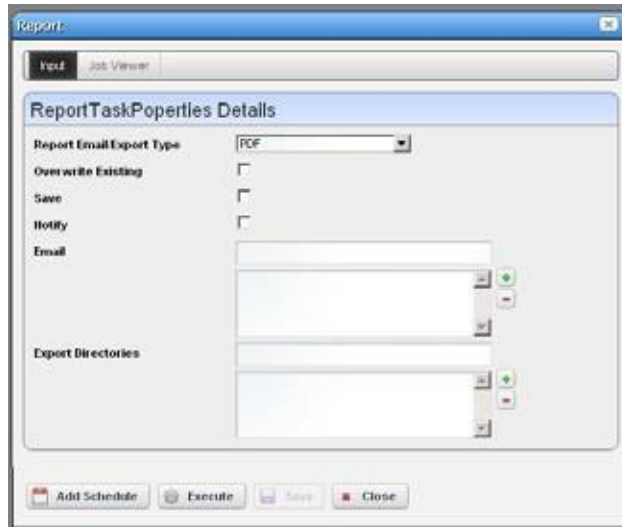 Report:
Input Job Viewer
ReportTaskPoperties Details
Report Email/Export Type PDF
Overwrite Existing
Save
Notify
Email
Export Directories
Add Schedule Execute Save Close